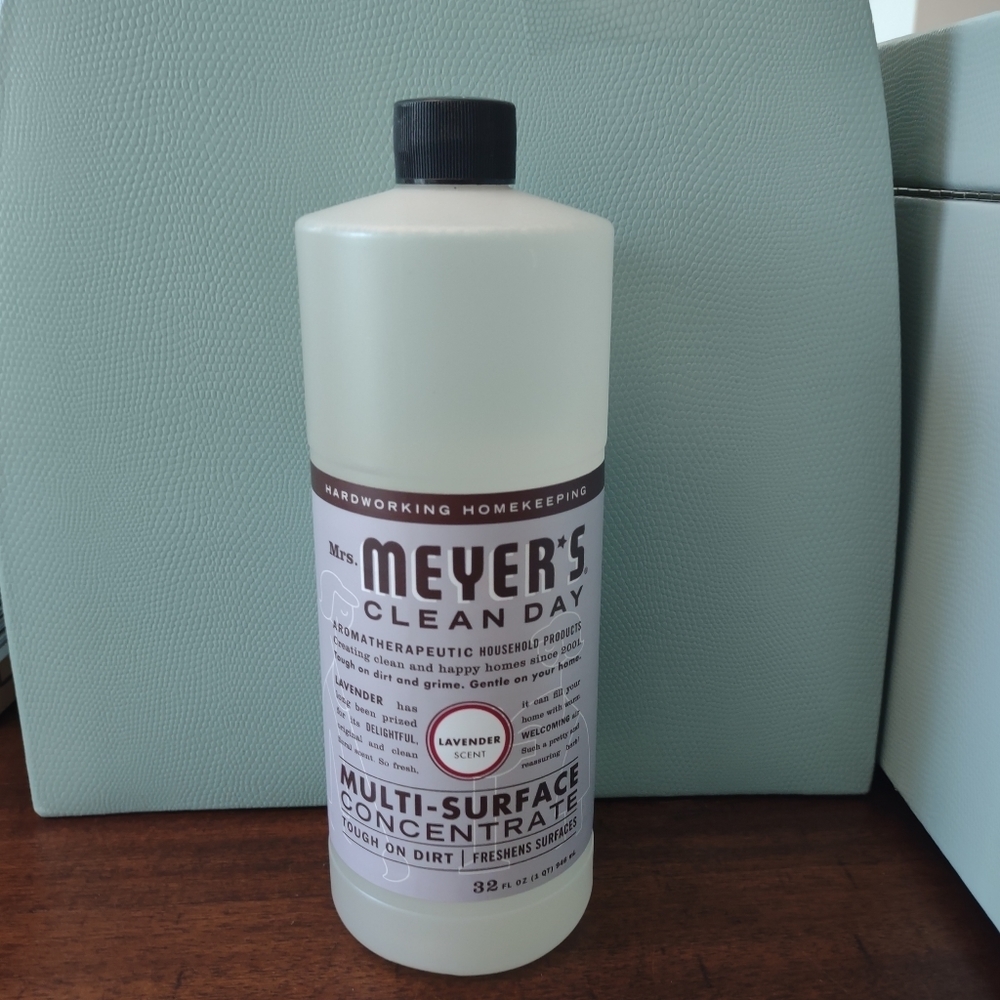 HARDWORKING HOMEKEEPING
Mrs. MEYER'S
CLEAN DAY
AROMATHERAPEUTIC HOUSEHOLD PRODUCTS
Creating clean and happy homes since 2001.
Tough on dirt and grime. Gentle on your home.
LAVENDER has
long been prized
for its DELIGHTFUL,
original and clean
floral scent. So fresh,
LAVENDER
SCENT
it can fill your
home with warm
WELCOMING air
Such a pretty and
reassuring
MULTI-SURFACE
CONCENTRATE
TOUGH ON DIRT | FRESHENS SURFACES
32 FL OZ (1 QT) 946 mL